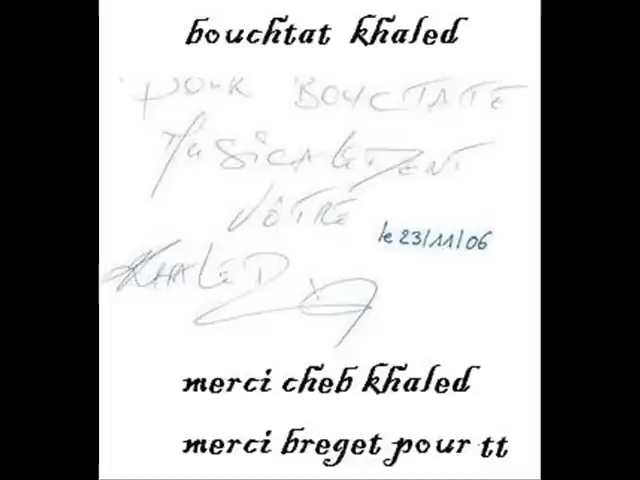 bouchtat khaled
pour BOUCTATE
MUSICALEMENT
VÔTRE
le 23/11/06
KHALED
merci cheb khaled
merci breget pour tt